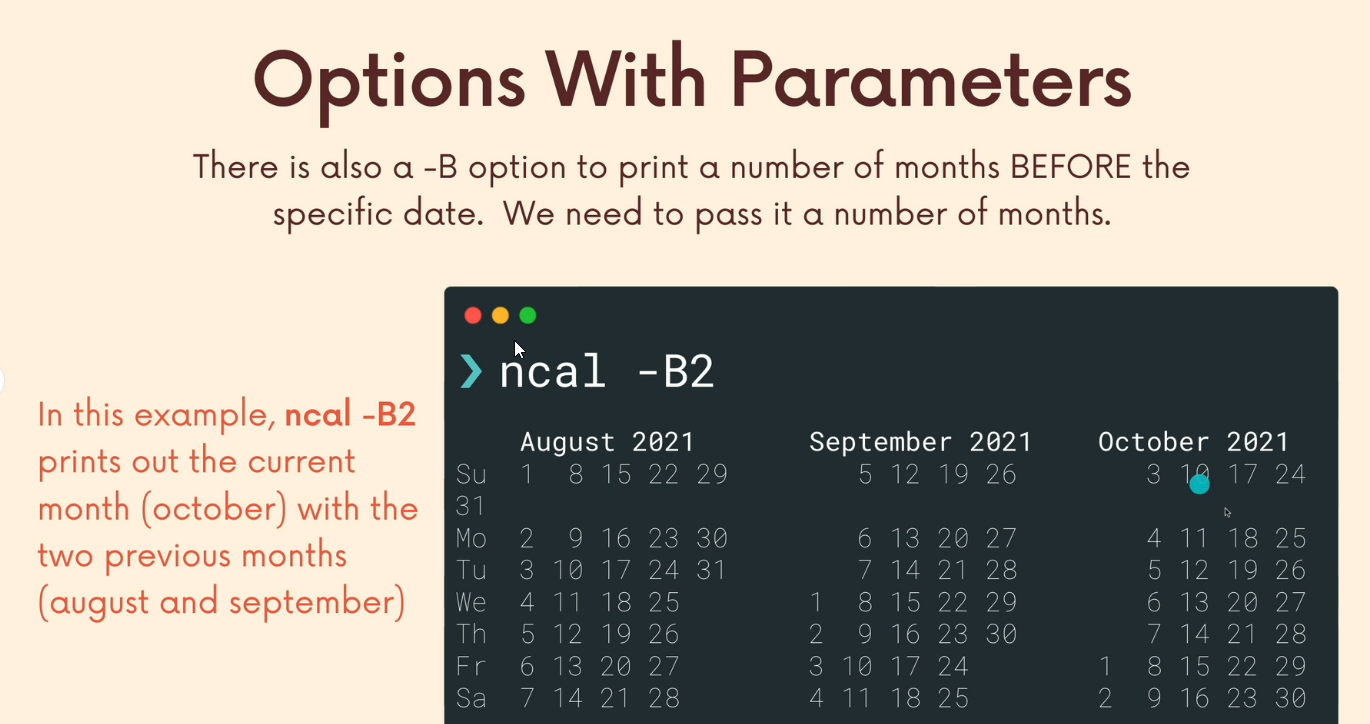 Options With Parameters
There is also a -B option to print a number of months BEFORE the
specific date.  We need to pass it a number of months.
In this example, ncal -B2
prints out the current
month (october) with the
two previous months
(august and september)
❯ ncal -B2
    August 2021       September 2021    October 2021
Su  1  8 15 22 29        5 12 19 26        3 10 17 24
31
Mo  2  9 16 23 30        6 13 20 27        4 11 18 25
Tu  3 10 17 24 31        7 14 21 28        5 12 19 26
We  4 11 18 25        1  8 15 22 29        6 13 20 27
Th  5 12 19 26        2  9 16 23 30        7 14 21 28
Fr  6 13 20 27        3 10 17 24        1  8 15 22 29
Sa  7 14 21 28        4 11 18 25        2  9 16 23 30